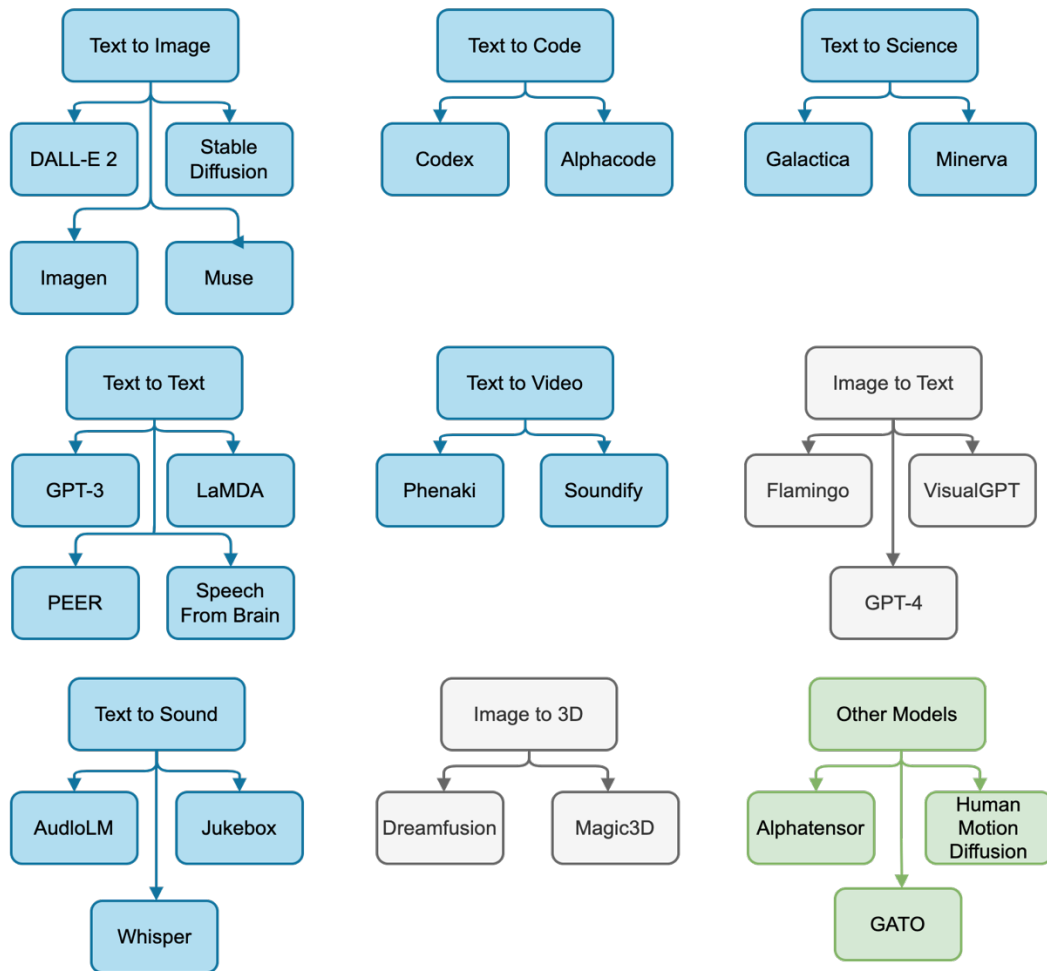 Text to Image
Text to Code
Text to Science
DALL-E 2
Stable
Diffusion
Codex
Alphacode
Galactica
Minerva
Imagen
Muse
Text to Text
Text to Video
Image to Text
GPT-3
LaMDA
Phenaki
Soundify
Flamingo
VisualGPT
PEER
Speech
From Brain
GPT-4
Text to Sound
Image to 3D
Other Models
AudloLM
Jukebox
Dreamfusion
Magic3D
Alphatensor
Human
Motion
Diffusion
Whisper
GATO